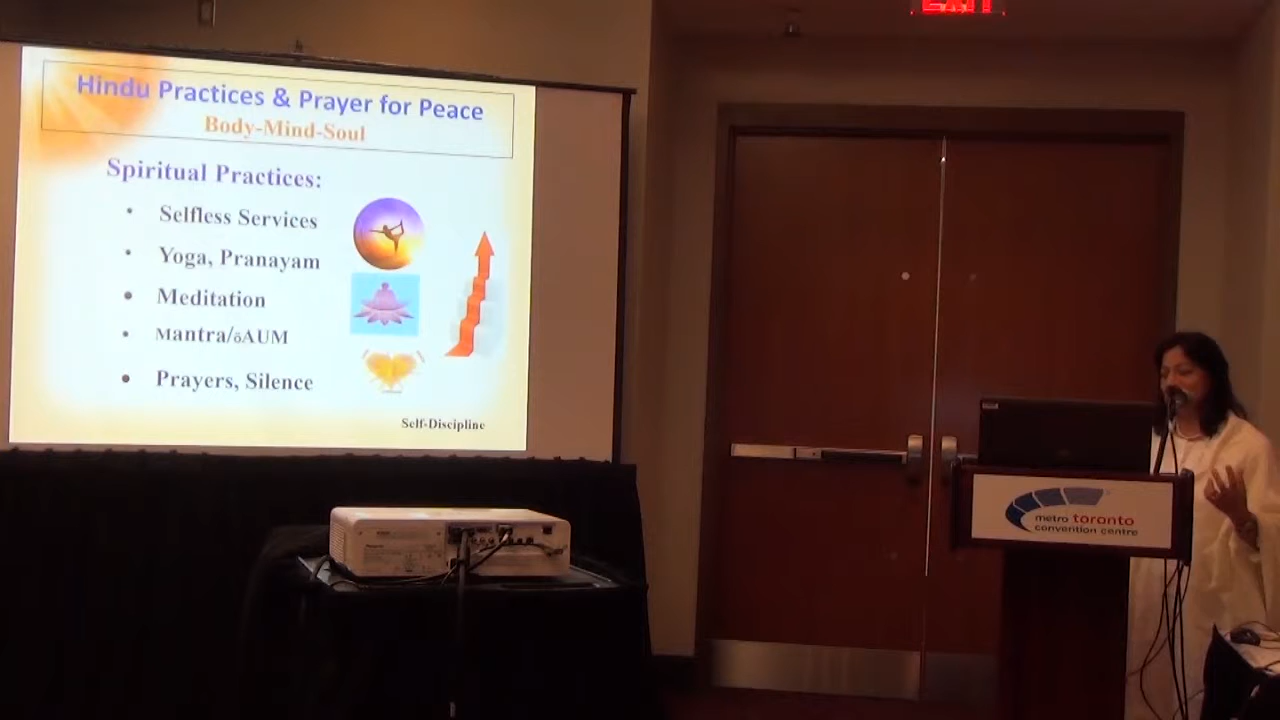 EXIT
Hindu Practices & Prayer for Peace
Body-Mind-Soul
Spiritual Practices:
• Selfless Services
• Yoga, Pranayam
• Meditation
• Mantra/õAUM
• Prayers, Silence
Self-Discipline
metro toronto
convention centre